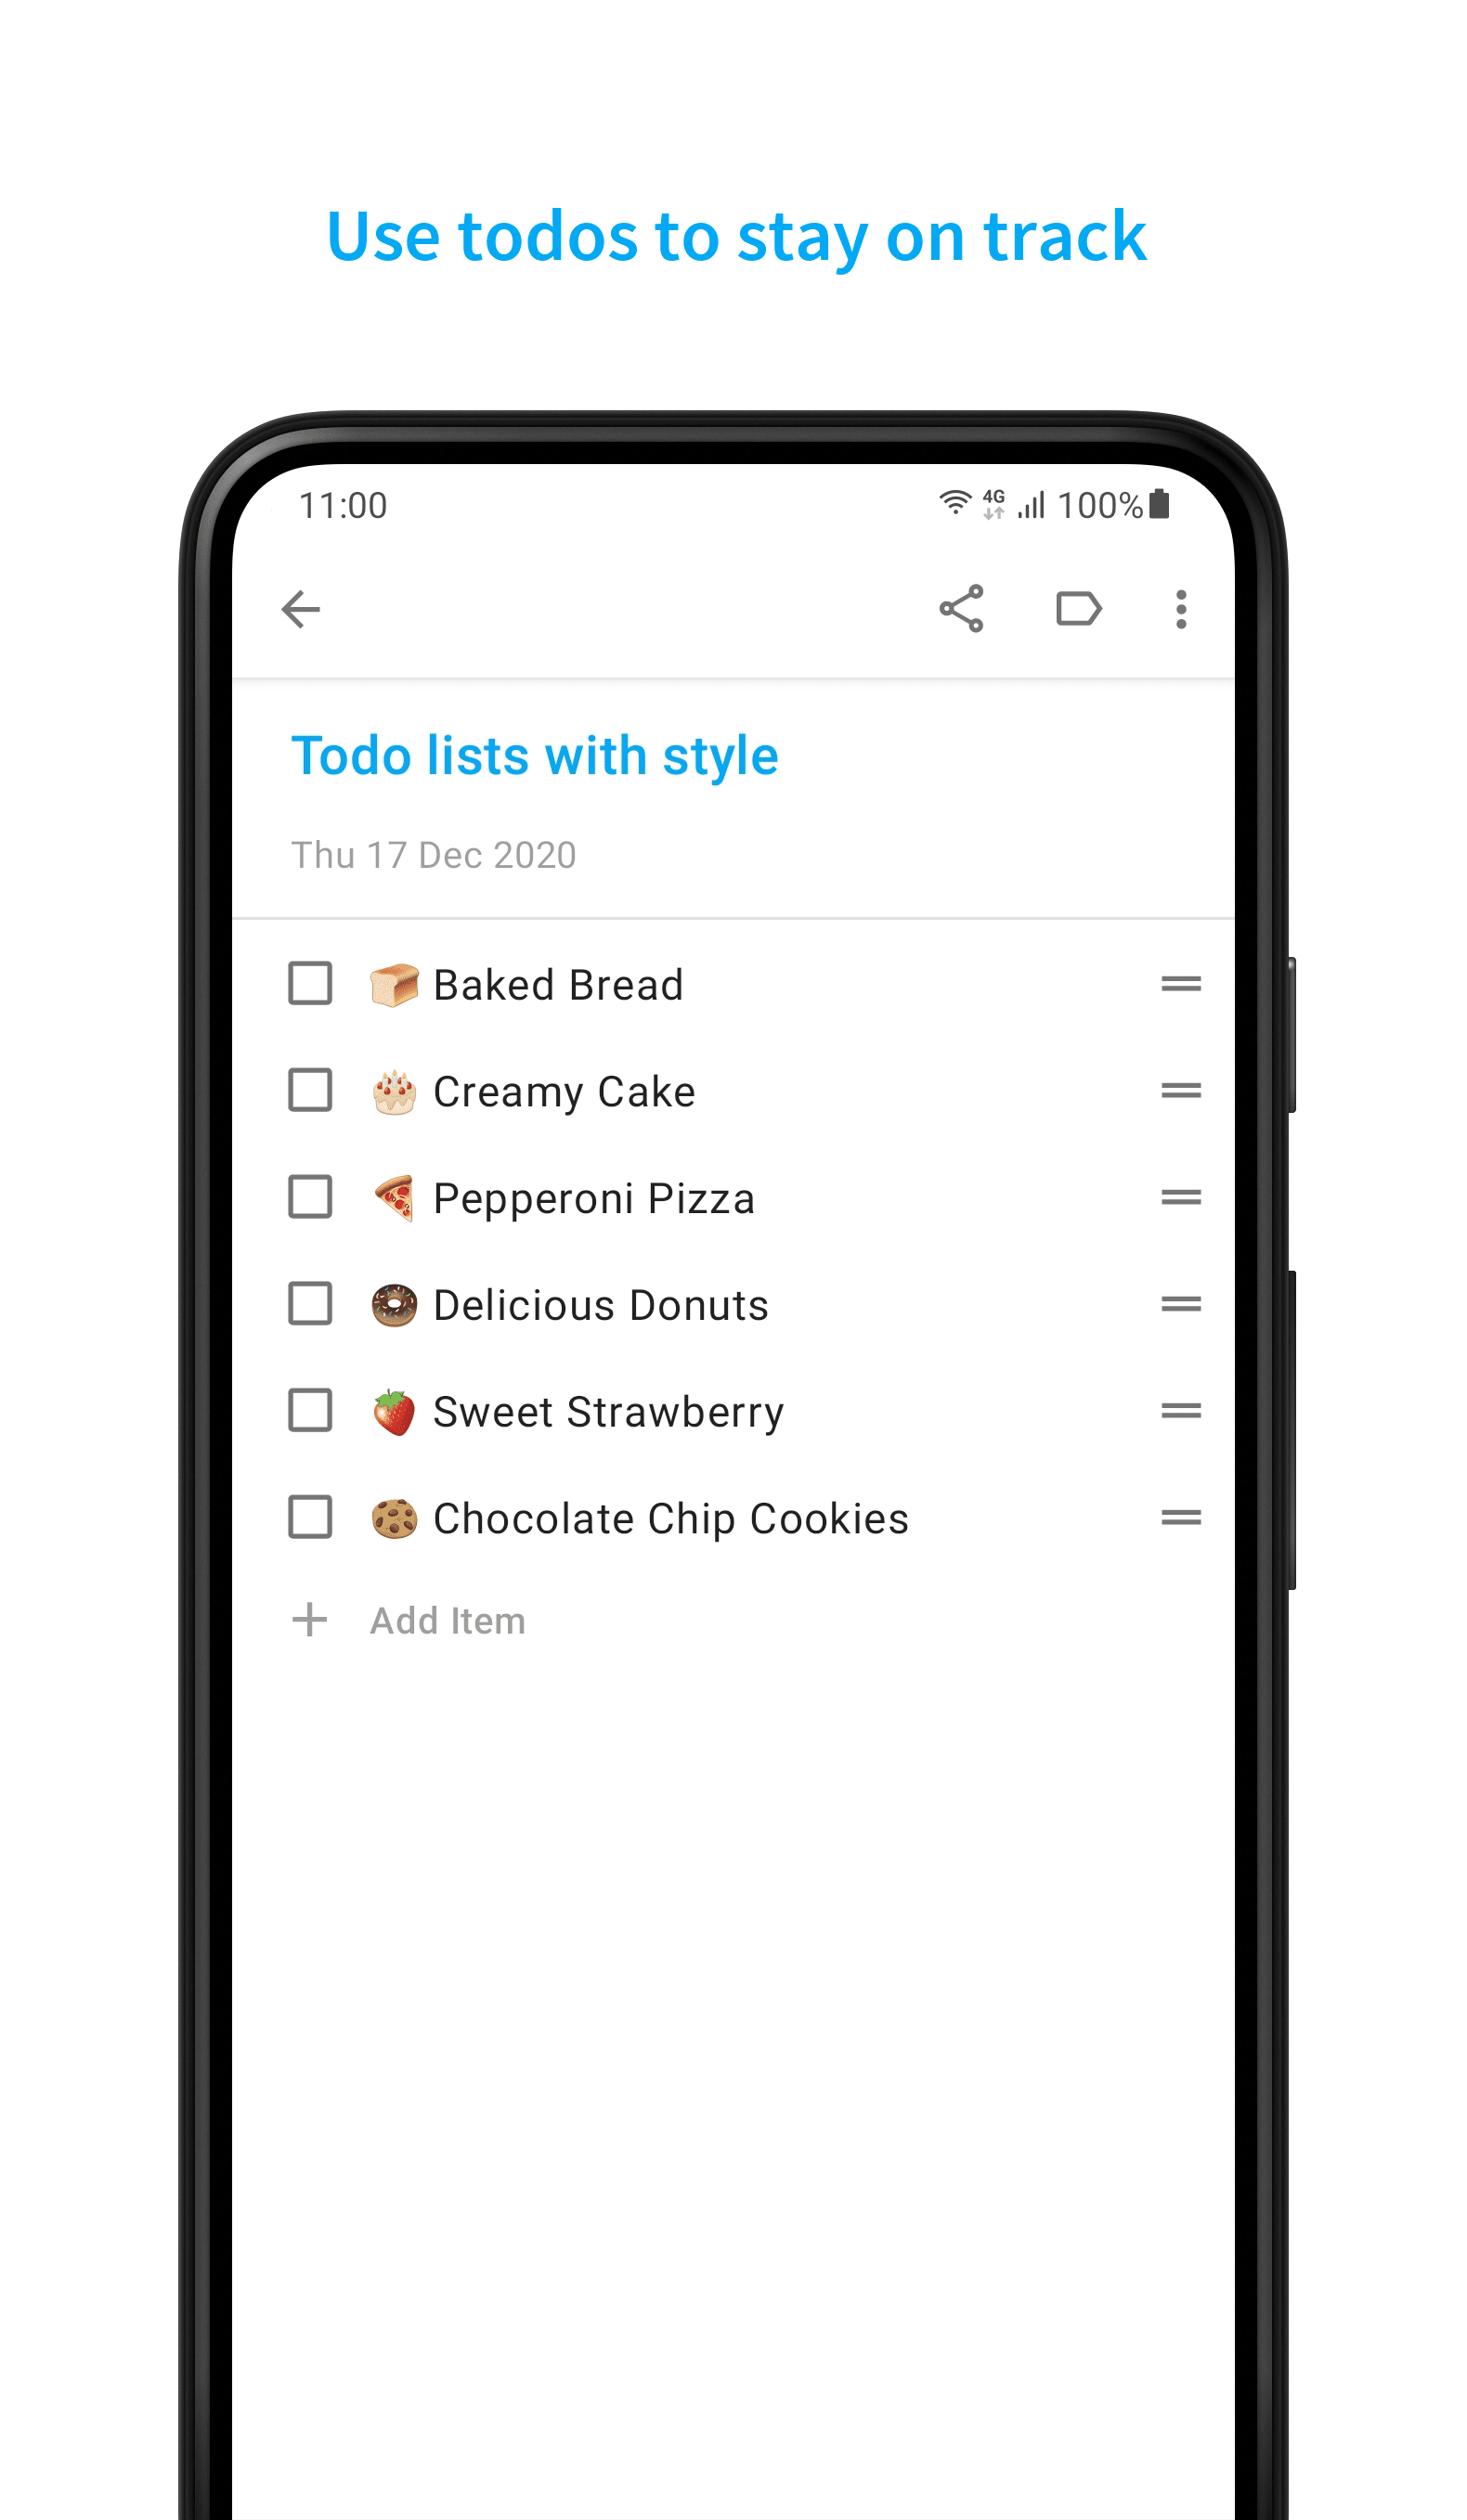 Use todos to stay on track
11:00 4G 100%
Todo lists with style
Thu 17 Dec 2020
🍞 Baked Bread
🎂 Creamy Cake
🍕 Pepperoni Pizza
🍩 Delicious Donuts
🍓 Sweet Strawberry
🍪 Chocolate Chip Cookies
Add Item